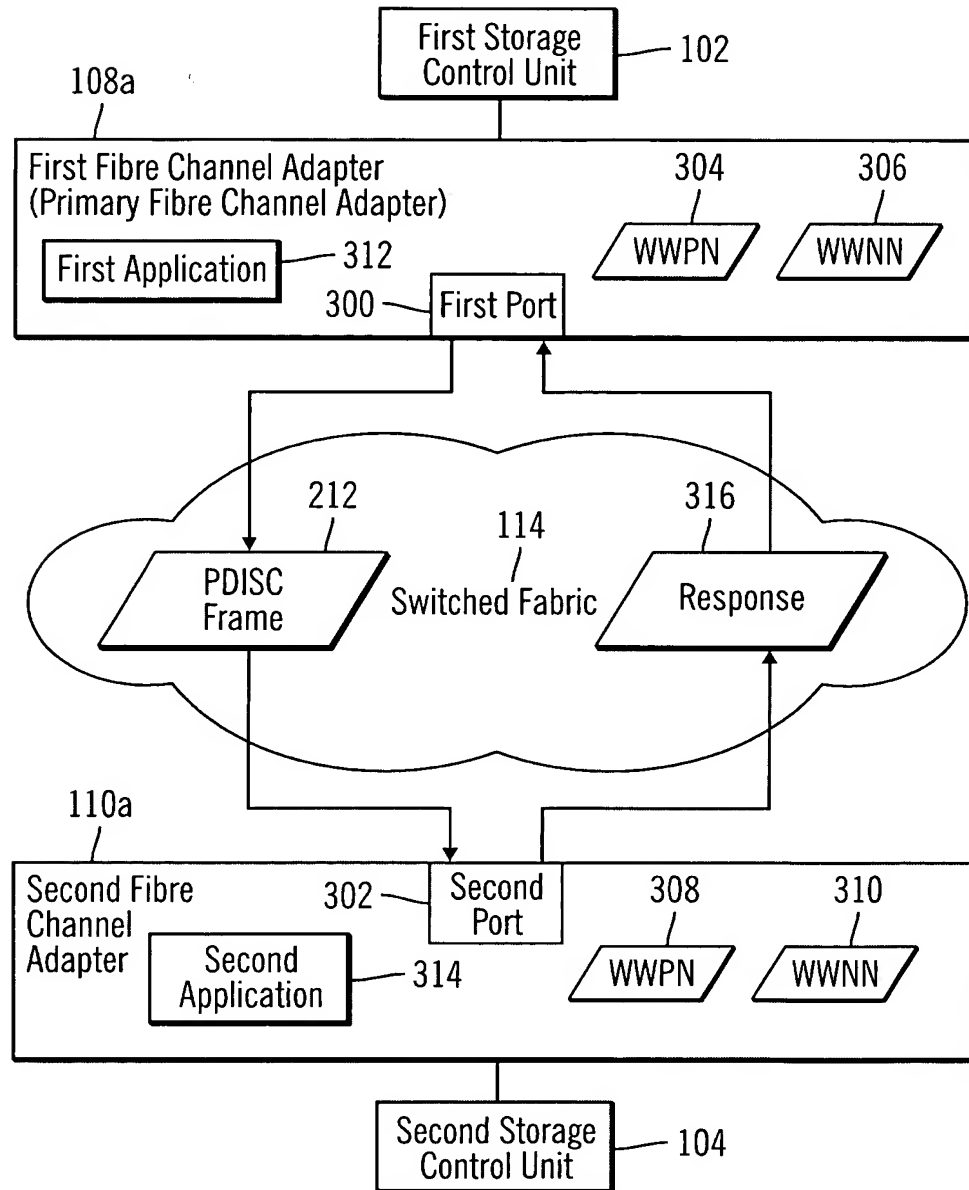 First Storage
Control Unit
102
108a
First Fibre Channel Adapter
(Primary Fibre Channel Adapter)
304
306
WWPN
WWNN
First Application
312
300
First Port
212
114
316
PDISC
Frame
Switched Fabric
Response
110a
Second Fibre
Channel
Adapter
302
Second
Port
308
310
Second
Application
314
WWPN
WWNN
Second Storage
Control Unit
104